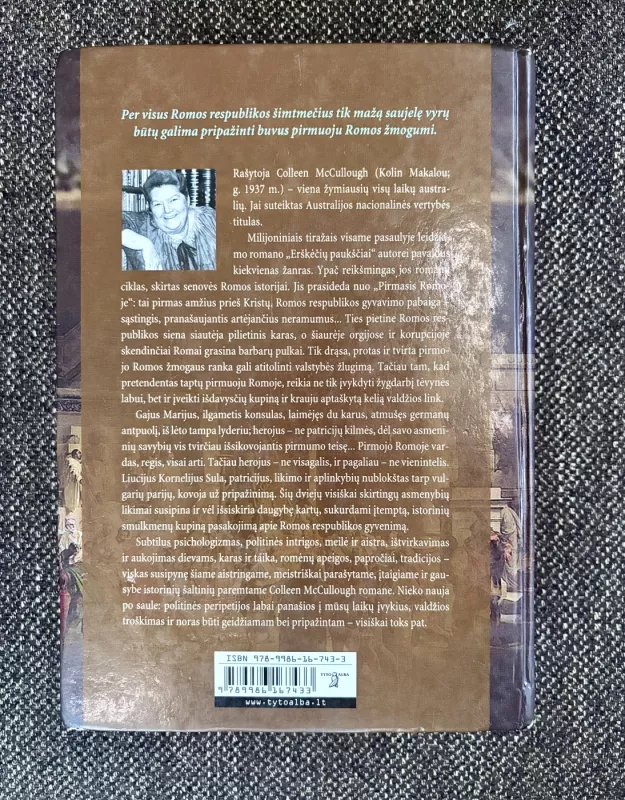 Per visus Romos respublikos šimtmečius tik mažą saujelę vyrų
būtų galima pripažinti buvus pirmuoju Romos žmogumi.
Rašytoja Colleen McCullough (Kolin Makalou;
g. 1937 m.) – viena žymiausių visų laikų austra-
lių. Jai suteiktas Australijos nacionalinės vertybės
titulas.
Milijoniniais tiražais visame pasaulyje leidžia-
mo romano „Erškėčių paukščiai“ autorei pavaldus
kiekvienas žanras. Ypač reikšmingas jos romanų
ciklas, skirtas senovės Romos istorijai. Jis prasideda nuo „Pirmasis Romo-
je“: tai pirmas amžius prieš Kristų, Romos respublikos gyvavimo pabaiga –
sąstingis, pranašaujantis artėjančius neramumus... Ties pietine Romos res-
publikos siena siautėja pilietinis karas, o šiaurėje orgijose ir korupcijoje
skendinčiai Romai grasina barbarų pulkai. Tik drąsa, protas ir tvirta pirmo-
jo Romos žmogaus ranka gali atitolinti valstybės žlugimą. Tačiau tam, kad
pretendentas taptų pirmuoju Romoje, reikia ne tik įvykdyti žygdarbį tėvynės
labui, bet ir įveikti išdavysčių kupiną ir krauju aptaškytą kelią valdžios link.
Gajus Marijus, ilgametis konsulas, laimėjęs du karus, atmušęs germanų
antpuolį, iš lėto tampa lyderiu; herojus – ne patricijų kilmės, dėl savo asmeni-
nių savybių vis tvirčiau išsikovojantis pirmumo teisę... Pirmojo Romoje var-
das, regis, visai arti. Tačiau herojus – ne visagalis, ir pagaliau – ne vienintelis.
Liucijus Kornelijus Sula, patricijus, likimo ir aplinkybių nublokštas tarp vul-
garių parijų, kovoja už pripažinimą. Šių dviejų visiškai skirtingų asmenybių
likimai susipina ir vėl išsiskiria daugybę kartų, sukurdami įtemptą, istorinių
smulkmenų kupiną pasakojimą apie Romos respublikos gyvenimą.
Subtilus psichologizmas, politinės intrigos, meilė ir aistra, ištvirkavimas
ir aukojimas dievams, karas ir taika, romėnų apeigos, papročiai, tradicijos –
viskas susipynę šiame aistringame, meistriškai parašytame, įtaigiame ir gau-
sybe istorinių šaltinių paremtame Colleen McCullough romane. Nieko nauja
po saule: politinės peripetijos labai panašios į mūsų laikų įvykius, valdžios
troškimas ir noras būti geidžiamam bei pripažintam – visiškai toks pat.
ISBN 978-9986-16-743-3
9 789986 167433
TYTO ALBA
www.tytoalba.lt